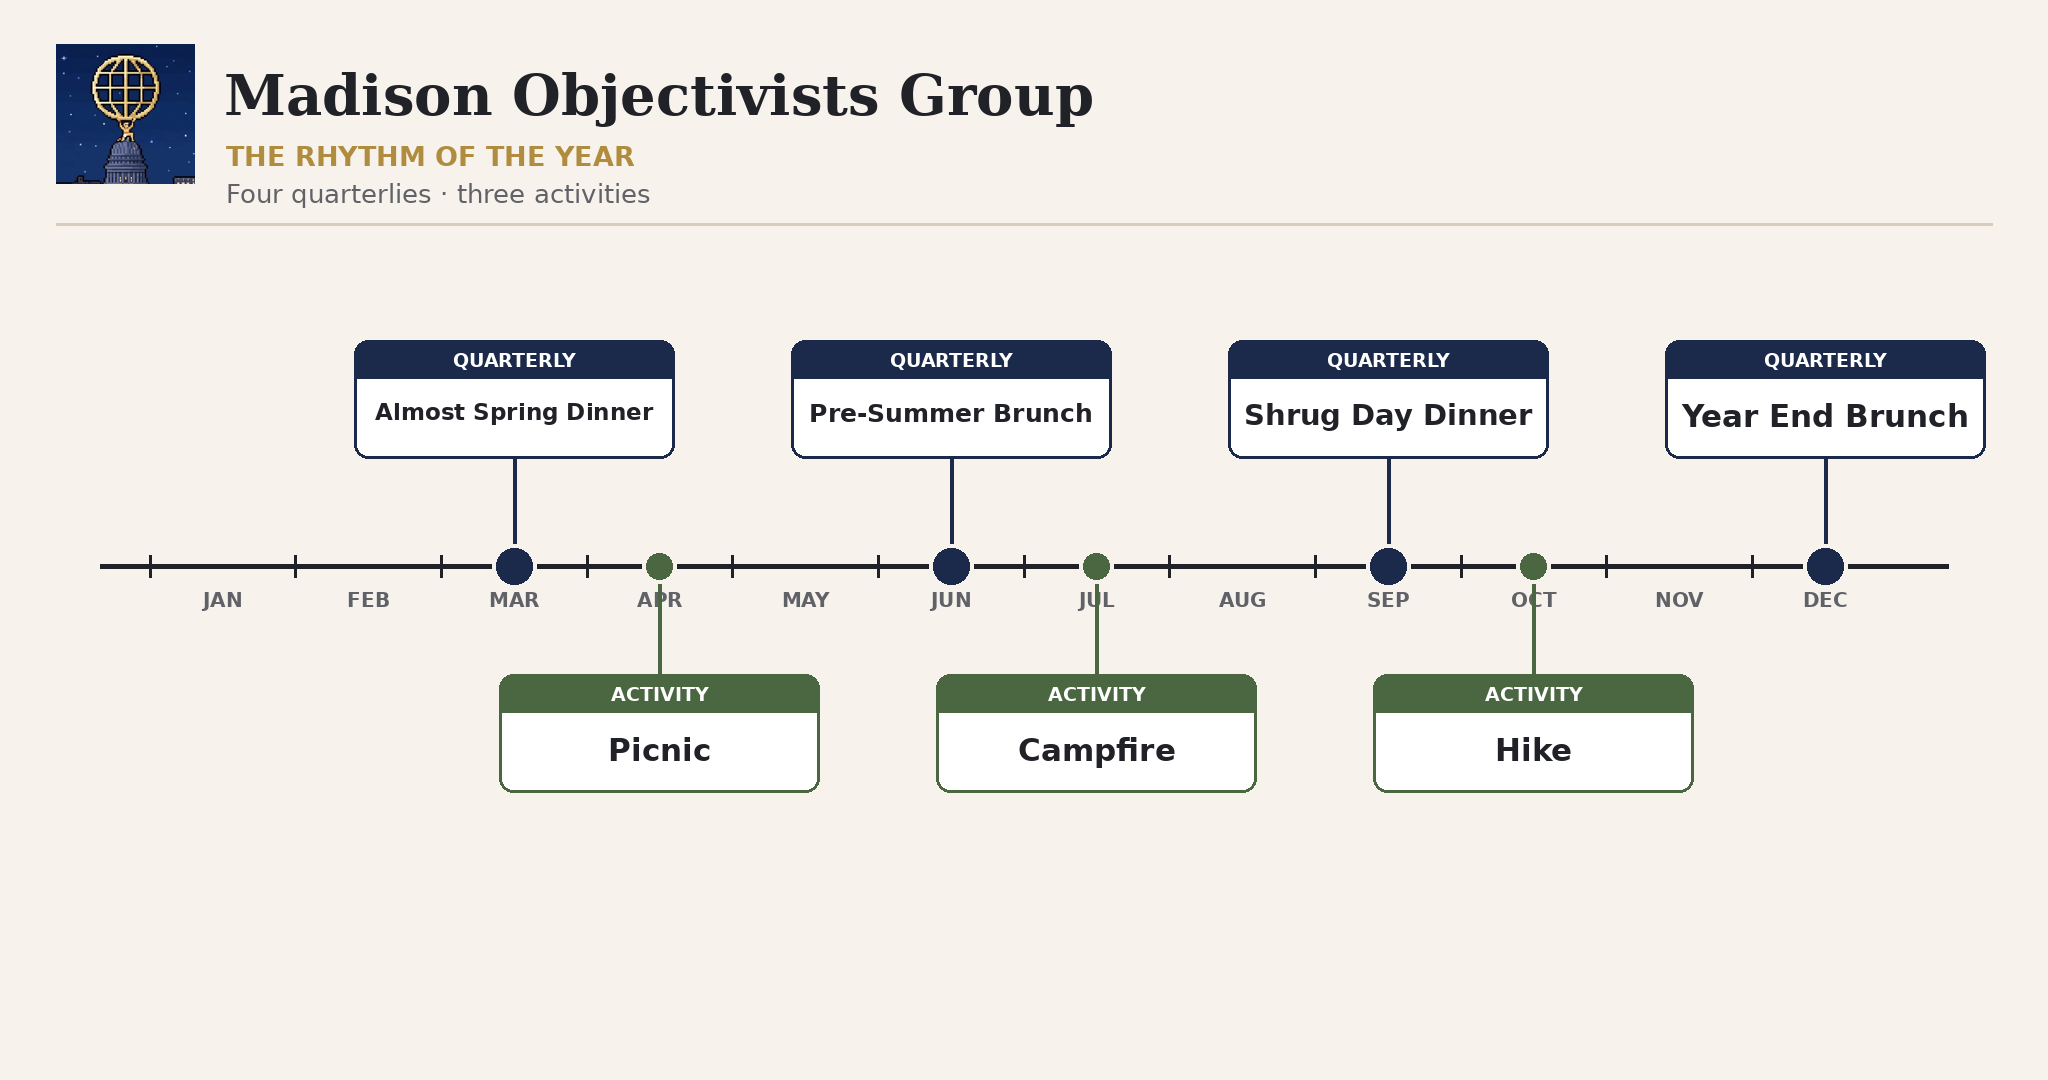 Madison Objectivists Group
THE RHYTHM OF THE YEAR
Four quarterlies · three activities
QUARTERLY
Almost Spring Dinner
QUARTERLY
Pre-Summer Brunch
QUARTERLY
Shrug Day Dinner
QUARTERLY
Year End Brunch
JAN FEB MAR APR MAY JUN JUL AUG SEP OCT NOV DEC
ACTIVITY
Picnic
ACTIVITY
Campfire
ACTIVITY
Hike